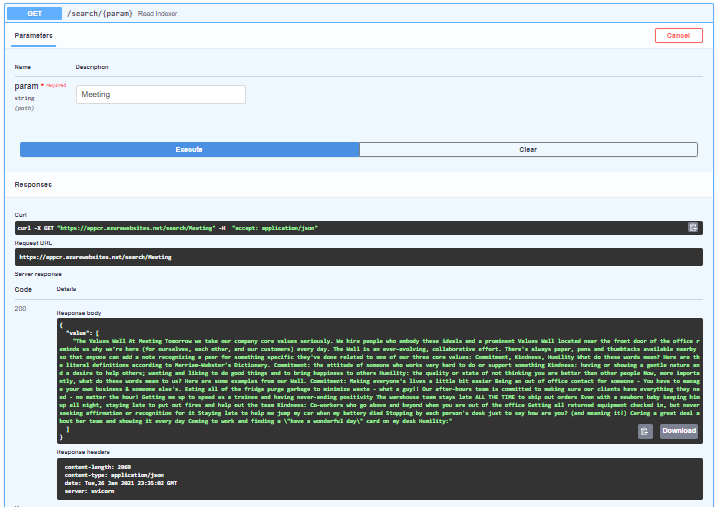 GET /search/{param} Read Indexer
Parameters
Cancel
Name Description
param * required
string
(path)
Meeting
Execute Clear
Responses
Curl
curl -X GET "https://appcr.azurewebsites.net/search/Meeting" -H "accept: application/json"
Request URL
https://appcr.azurewebsites.net/search/Meeting
Server response
Code Details
200
Response body
{
"value": [
"The Values Wall At Meeting Tomorrow we take our company core values seriously. We hire people who embody these ideals and a prominent Values Wall located near the front door of the office r
eminds us why we're here (for ourselves, each other, and our customers) every day. The Wall is an ever-evolving, collaborative effort. There's always paper, pens and thumbtacks available nearby
so that anyone can add a note recognizing a peer for something specific they've done related to one of our three core values: Commitment, Kindness, Humility What do these words mean? Here are th
e literal definitions according to Merriam-Webster's Dictionary. Commitment: the attitude of someone who works very hard to do or support something Kindness: having or showing a gentle nature an
d a desire to help others; wanting and liking to do good things and to bring happiness to others Humility: the quality or state of not thinking you are better than other people Now, more importa
ntly, what do these words mean to us? Here are some examples from our Wall. Commitment: Making everyone's lives a little bit easier Being an out of office contact for someone - You have to manag
e your own business & someone else's. Eating all of the fridge purge garbage to minimize waste - what a guy!! Our after-hours team is committed to making sure our clients have everything they ne
ed - no matter the hour! Getting me up to speed as a trainee and having never-ending positivity The warehouse team stays late ALL THE TIME to ship out orders Even with a newborn baby keeping him
up all night, staying late to put out fires and help out the team Kindness: Co-workers who go above and beyond when you are out of the office Getting all returned equipment checked in, but never
seeking affirmation or recognition for it Staying late to help me jump my car when my battery died Stopping by each person's desk just to say how are you? (and meaning it!) Caring a great deal a
bout her team and showing it every day Coming to work and finding a \"have a wonderful day\" card on my desk Humility:"
]
}
Download
Response headers
content-length: 2069
content-type: application/json
date: Tue,26 Jan 2021 23:35:02 GMT
server: uvicorn